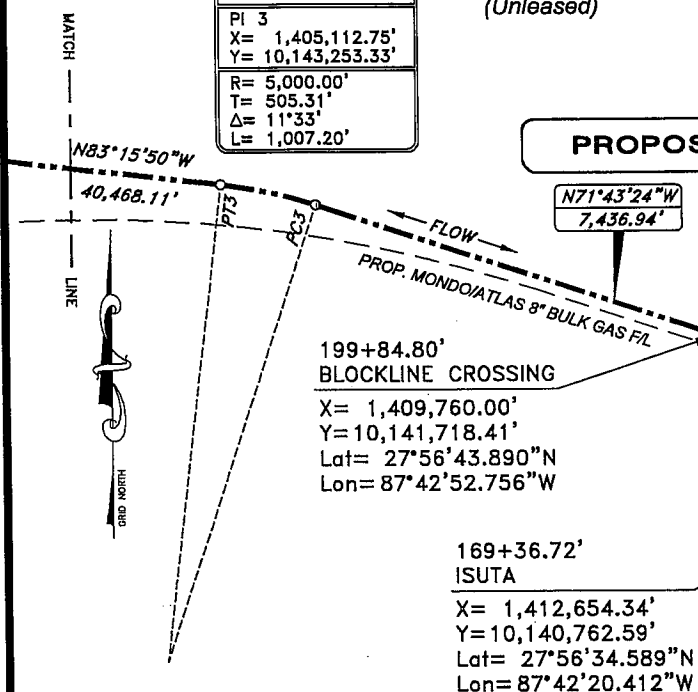 (Unleased)
PI 3
X= 1,405,112.75'
Y= 10,143,253.33'
R= 5,000.00'
T= 505.31'
Δ= 11°33'
L= 1,007.20'
MATCH
LINE
N83°15'50"W
40,468.11'
PT3
PC3
FLOW
PROPOS
N71°43'24"W
7,436.94'
PROP. MONDO/ATLAS 8" BULK GAS F/L
GRID NORTH
199+84.80'
BLOCKLINE CROSSING
X= 1,409,760.00'
Y=10,141,718.41'
Lat= 27°56'43.890"N
Lon=87°42'52.756"W
169+36.72'
ISUTA
X= 1,412,654.34'
Y=10,140,762.59'
Lat= 27°56'34.589"N
Lon=87°42'20.412"W